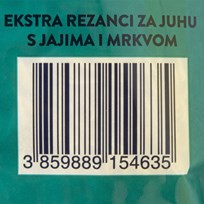 EKSTRA REZANCI ZA JUHU
S JAJIMA I MRKVOM
3 859889 154635